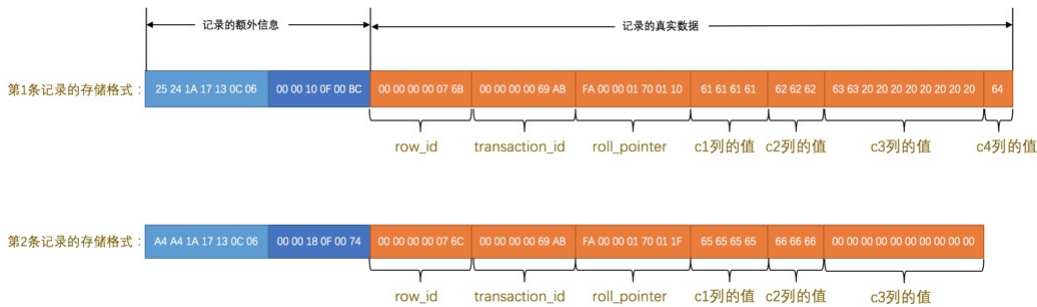 记录的额外信息 记录的真实数据
第1条记录的存储格式: 25 24 1A 17 13 0C 06 00 00 10 0F 00 BC 00 00 00 00 07 6B 00 00 00 00 69 AB FA 00 00 01 70 01 10 61 61 61 61 62 62 62 63 63 20 20 20 20 20 20 20 20 64
row_id transaction_id roll_pointer c1列的值 c2列的值 c3列的值 c4列的值
第2条记录的存储格式: A4 A4 1A 17 13 0C 06 00 00 18 0F 00 74 00 00 00 00 07 6C 00 00 00 00 69 AB FA 00 00 01 70 01 1F 65 65 65 65 66 66 66 00 00 00 00 00 00 00 00 00 00
row_id transaction_id roll_pointer c1列的值 c2列的值 c3列的值